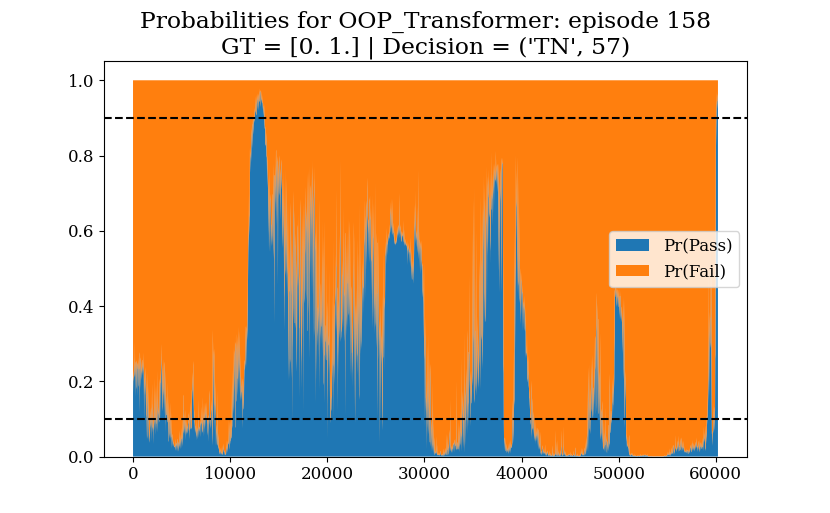 Probabilities for OOP_Transformer: episode 158
GT = [0. 1.] | Decision = ('TN', 57)
1.0
0.8
0.6
0.4
0.2
0.0
Pr(Pass)
Pr(Fail)
0 10000 20000 30000 40000 50000 60000